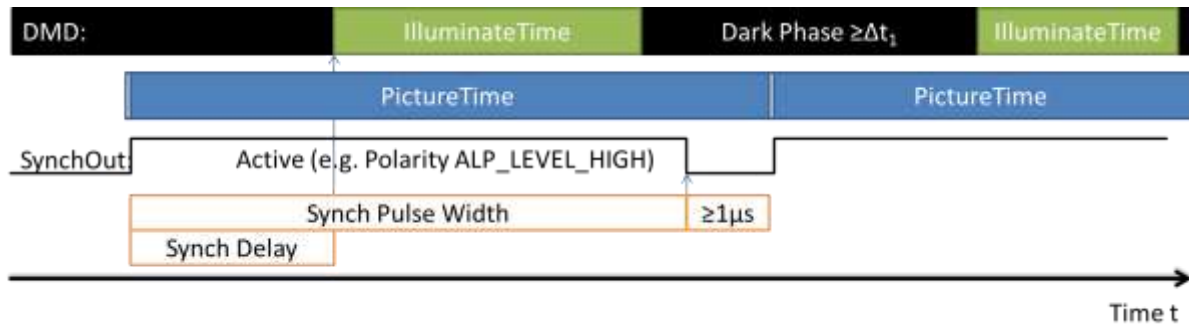 DMD: IlluminateTime Dark Phase ≥Δt₁ IlluminateTime
PictureTime PictureTime
SynchOut: Active (e.g. Polarity ALP_LEVEL_HIGH)
Synch Pulse Width ≥1µs
Synch Delay
Time t